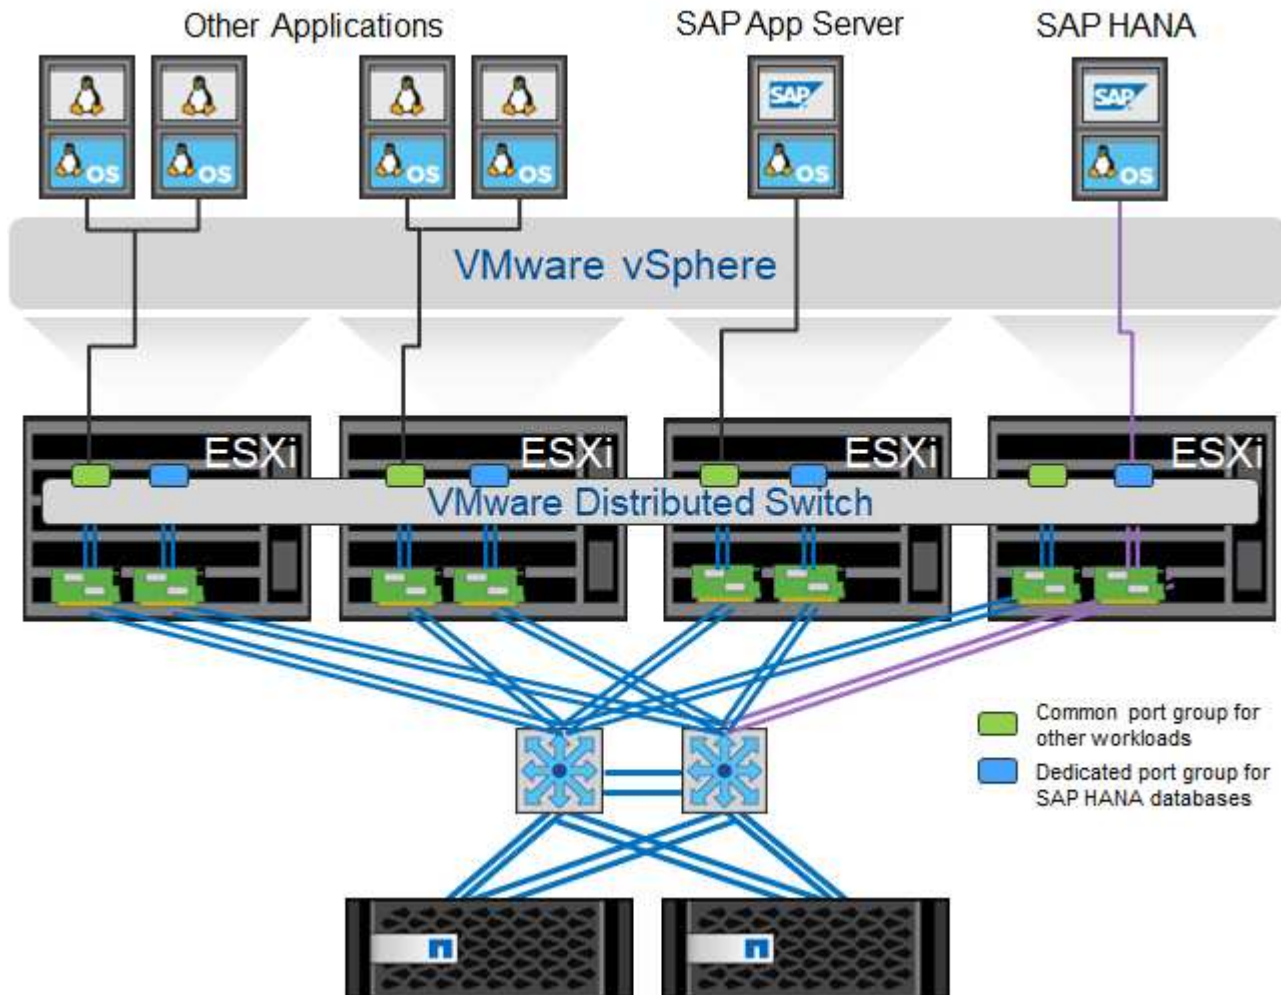 Other Applications
SAP App Server
SAP HANA
SAP
SAP
OS
OS
OS
OS
OS
OS
VMware vSphere
ESXi
ESXi
ESXi
ESXi
VMware Distributed Switch
Common port group for
other workloads
Dedicated port group for
SAP HANA databases